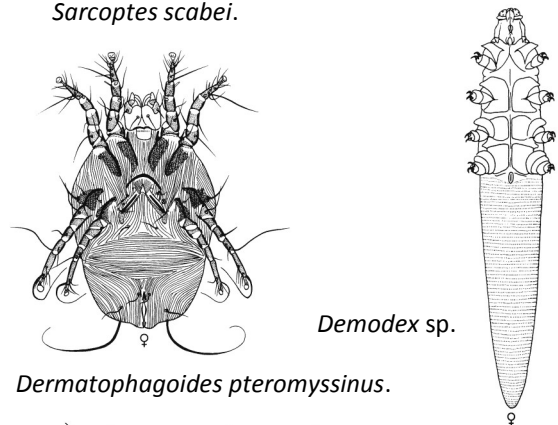 Sarcoptes scabei.
Demodex sp.
♀
Dermatophagoides pteromyssinus.
♀